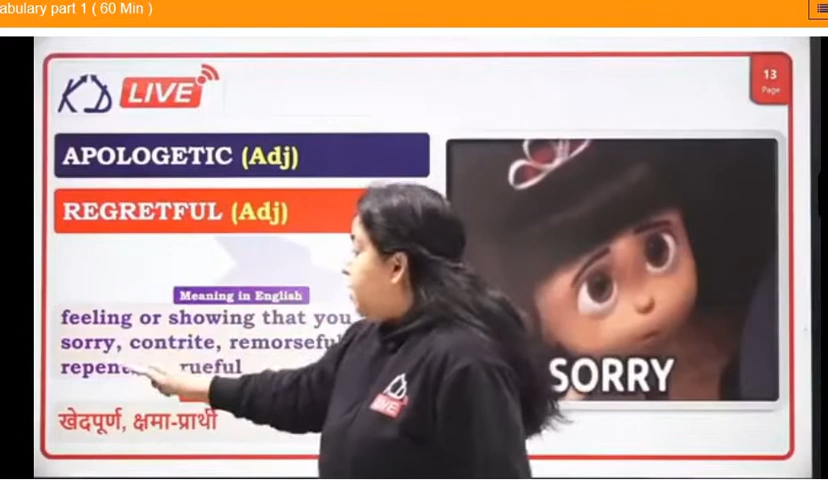 abulary part 1 ( 60 Min )
KD LIVE
13
Page
APOLOGETIC (Adj)
REGRETFUL (Adj)
Meaning in English
feeling or showing that you
sorry, contrite, remorseful
rueful
खेदपूर्ण, क्षमा-प्रार्थी
SORRY
LIVE